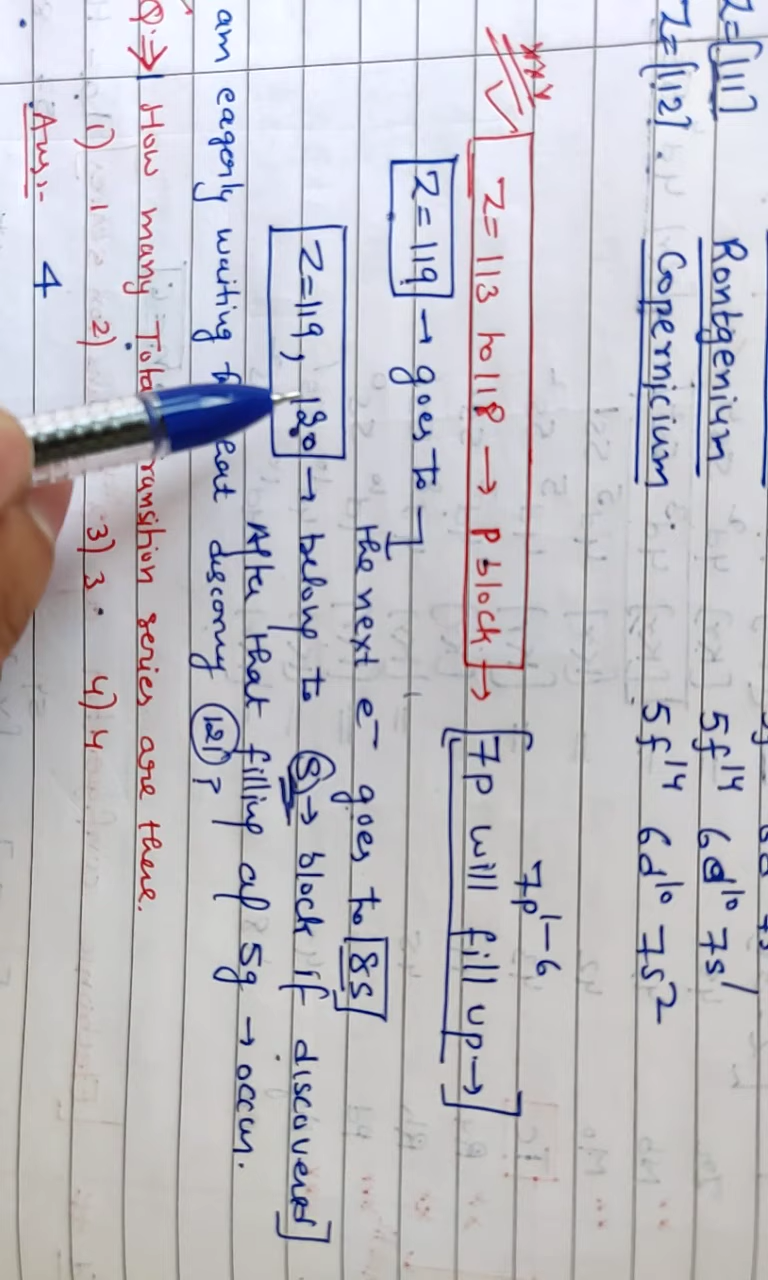 Z=[111] Rontgenium 5f¹⁴ 6d¹⁰ 7s¹
Z=[112] Copernicium 5f¹⁴ 6d¹⁰ 7s²
7p¹⁻⁶
xxx Z=113 to 118 → p block → [7p will fill up →]
Z=119 → goes to →
the next e⁻ goes to 8s
Z=119, 120 → belong to (S) → block if discovered]
After that filling of 5g → occur.
am eagerly waiting discovery (121)?
Q.⇒ How many Total transition series are there.
1) 1 2) 3) 3. 4) 4
Ans:- 4